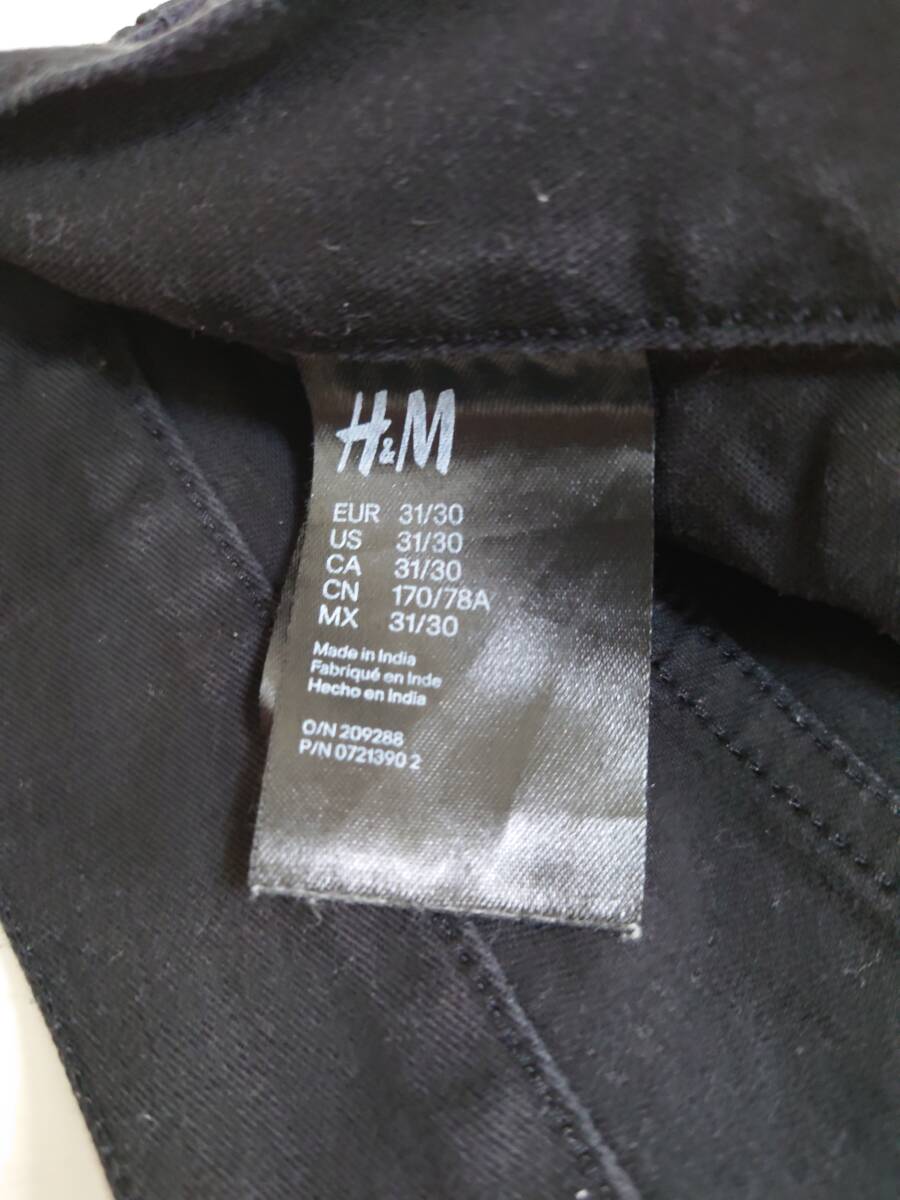 H&M
EUR 31/30
US 31/30
CA 31/30
CN 170/78A
MX 31/30
Made in India
Fabriqué en Inde
Hecho en India
O/N 209288
P/N 0721390 2